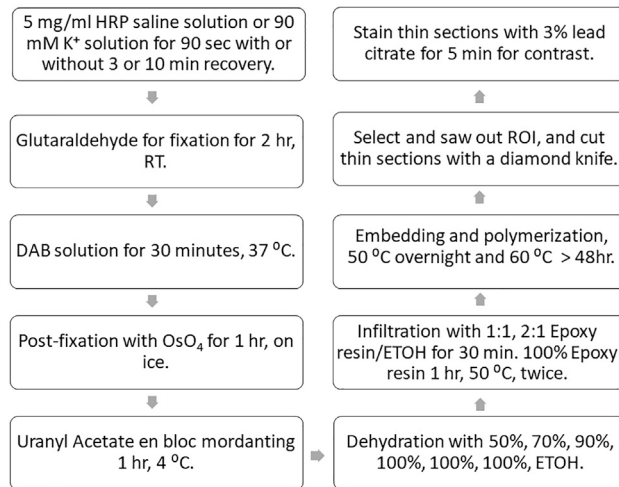 5 mg/ml HRP saline solution or 90
mM K⁺ solution for 90 sec with or
without 3 or 10 min recovery.
Glutaraldehyde for fixation for 2 hr,
RT.
DAB solution for 30 minutes, 37 ⁰C.
Post-fixation with OsO₄ for 1 hr, on
ice.
Uranyl Acetate en bloc mordanting
1 hr, 4 ⁰C.
Dehydration with 50%, 70%, 90%,
100%, 100%, 100%, ETOH.
Infiltration with 1:1, 2:1 Epoxy
resin/ETOH for 30 min. 100% Epoxy
resin 1 hr, 50 ⁰C, twice.
Embedding and polymerization,
50 ⁰C overnight and 60 ⁰C > 48hr.
Select and saw out ROI, and cut
thin sections with a diamond knife.
Stain thin sections with 3% lead
citrate for 5 min for contrast.